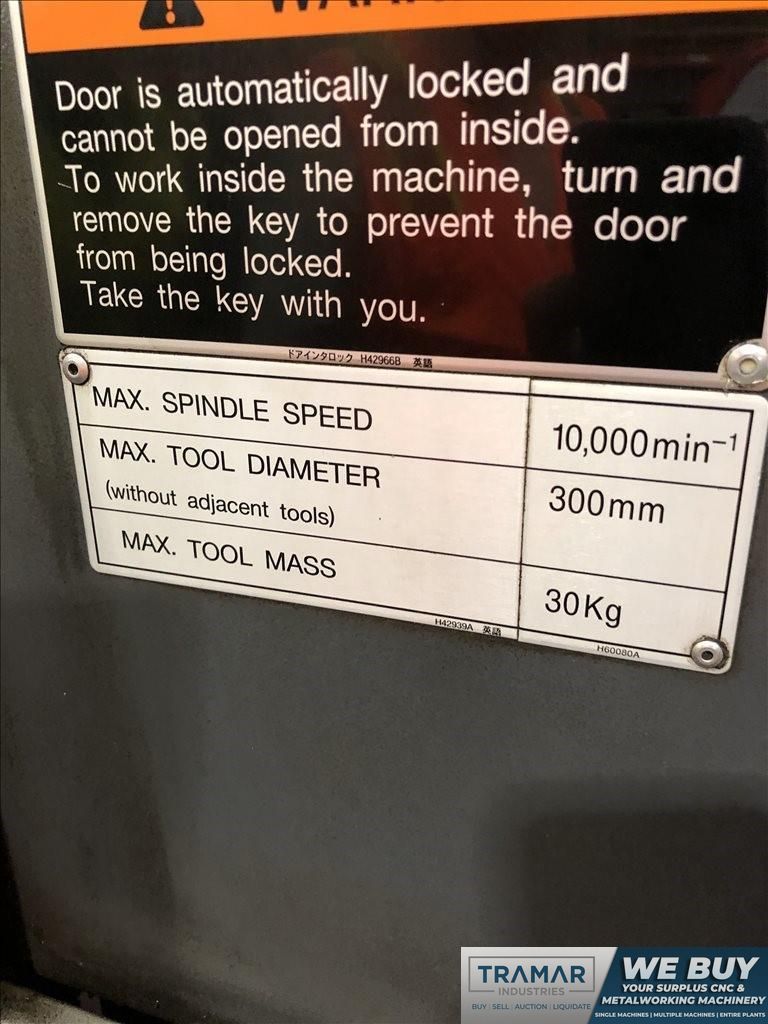 WARNING
Door is automatically locked and
cannot be opened from inside.
To work inside the machine, turn and
remove the key to prevent the door
from being locked.
Take the key with you.
ドアインタロック H42966B 英語
MAX. SPINDLE SPEED 10,000min⁻¹
MAX. TOOL DIAMETER 300mm
(without adjacent tools)
MAX. TOOL MASS 30Kg
H42939A 英語 H60080A
TRAMAR
INDUSTRIES
BUY | SELL | AUCTION | LIQUIDATE
WE BUY
YOUR SURPLUS CNC &
METALWORKING MACHINERY
SINGLE MACHINES | MULTIPLE MACHINES | ENTIRE PLANTS